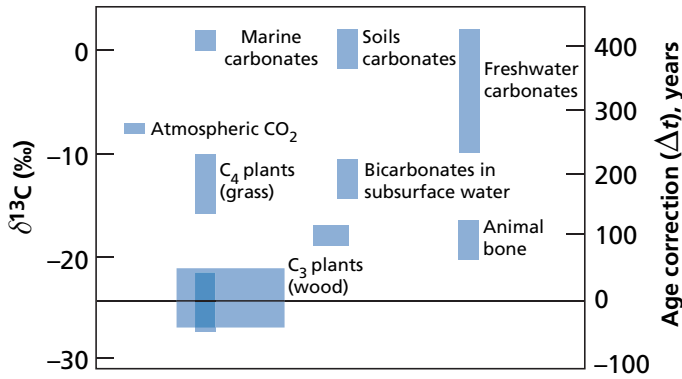 Marine
carbonates
Soils
carbonates
Freshwater
carbonates
Atmospheric CO₂
C₄ plants
(grass)
Bicarbonates in
subsurface water
Animal
bone
C₃ plants
(wood)
0
−10
−20
−30
δ¹³C (‰)
400
300
200
100
0
−100
Age correction (Δt), years